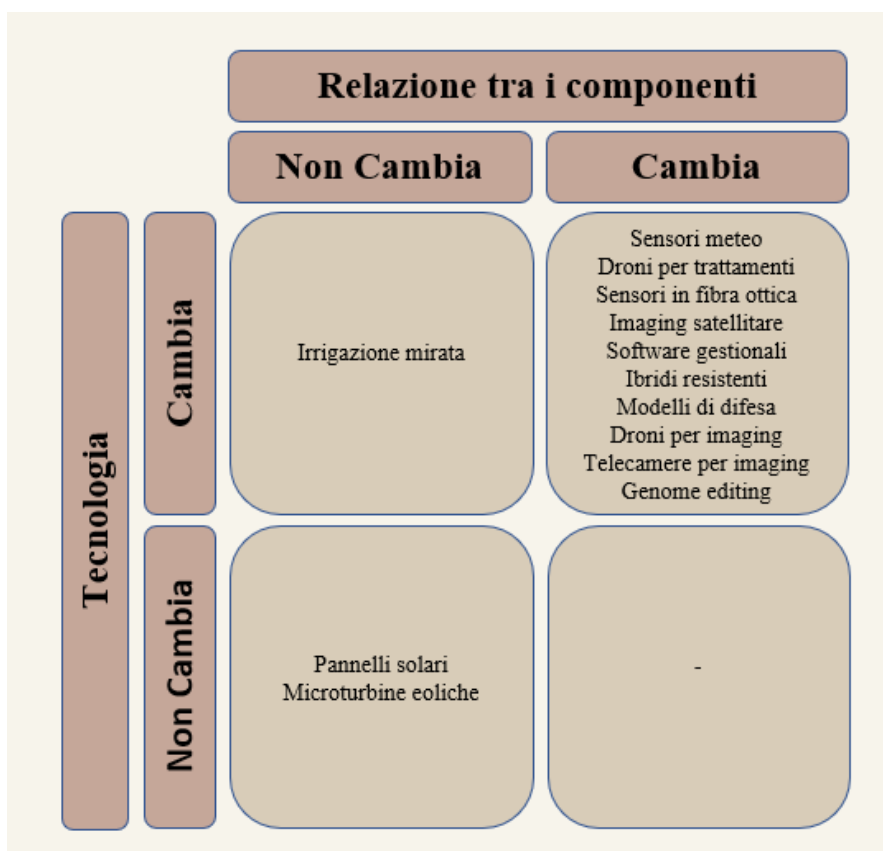 Relazione tra i componenti
Non Cambia
Cambia
Tecnologia
Cambia
Irrigazione mirata
Sensori meteo
Droni per trattamenti
Sensori in fibra ottica
Imaging satellitare
Software gestionali
Ibridi resistenti
Modelli di difesa
Droni per imaging
Telecamere per imaging
Genome editing
Non Cambia
Pannelli solari
Microturbine eoliche
-